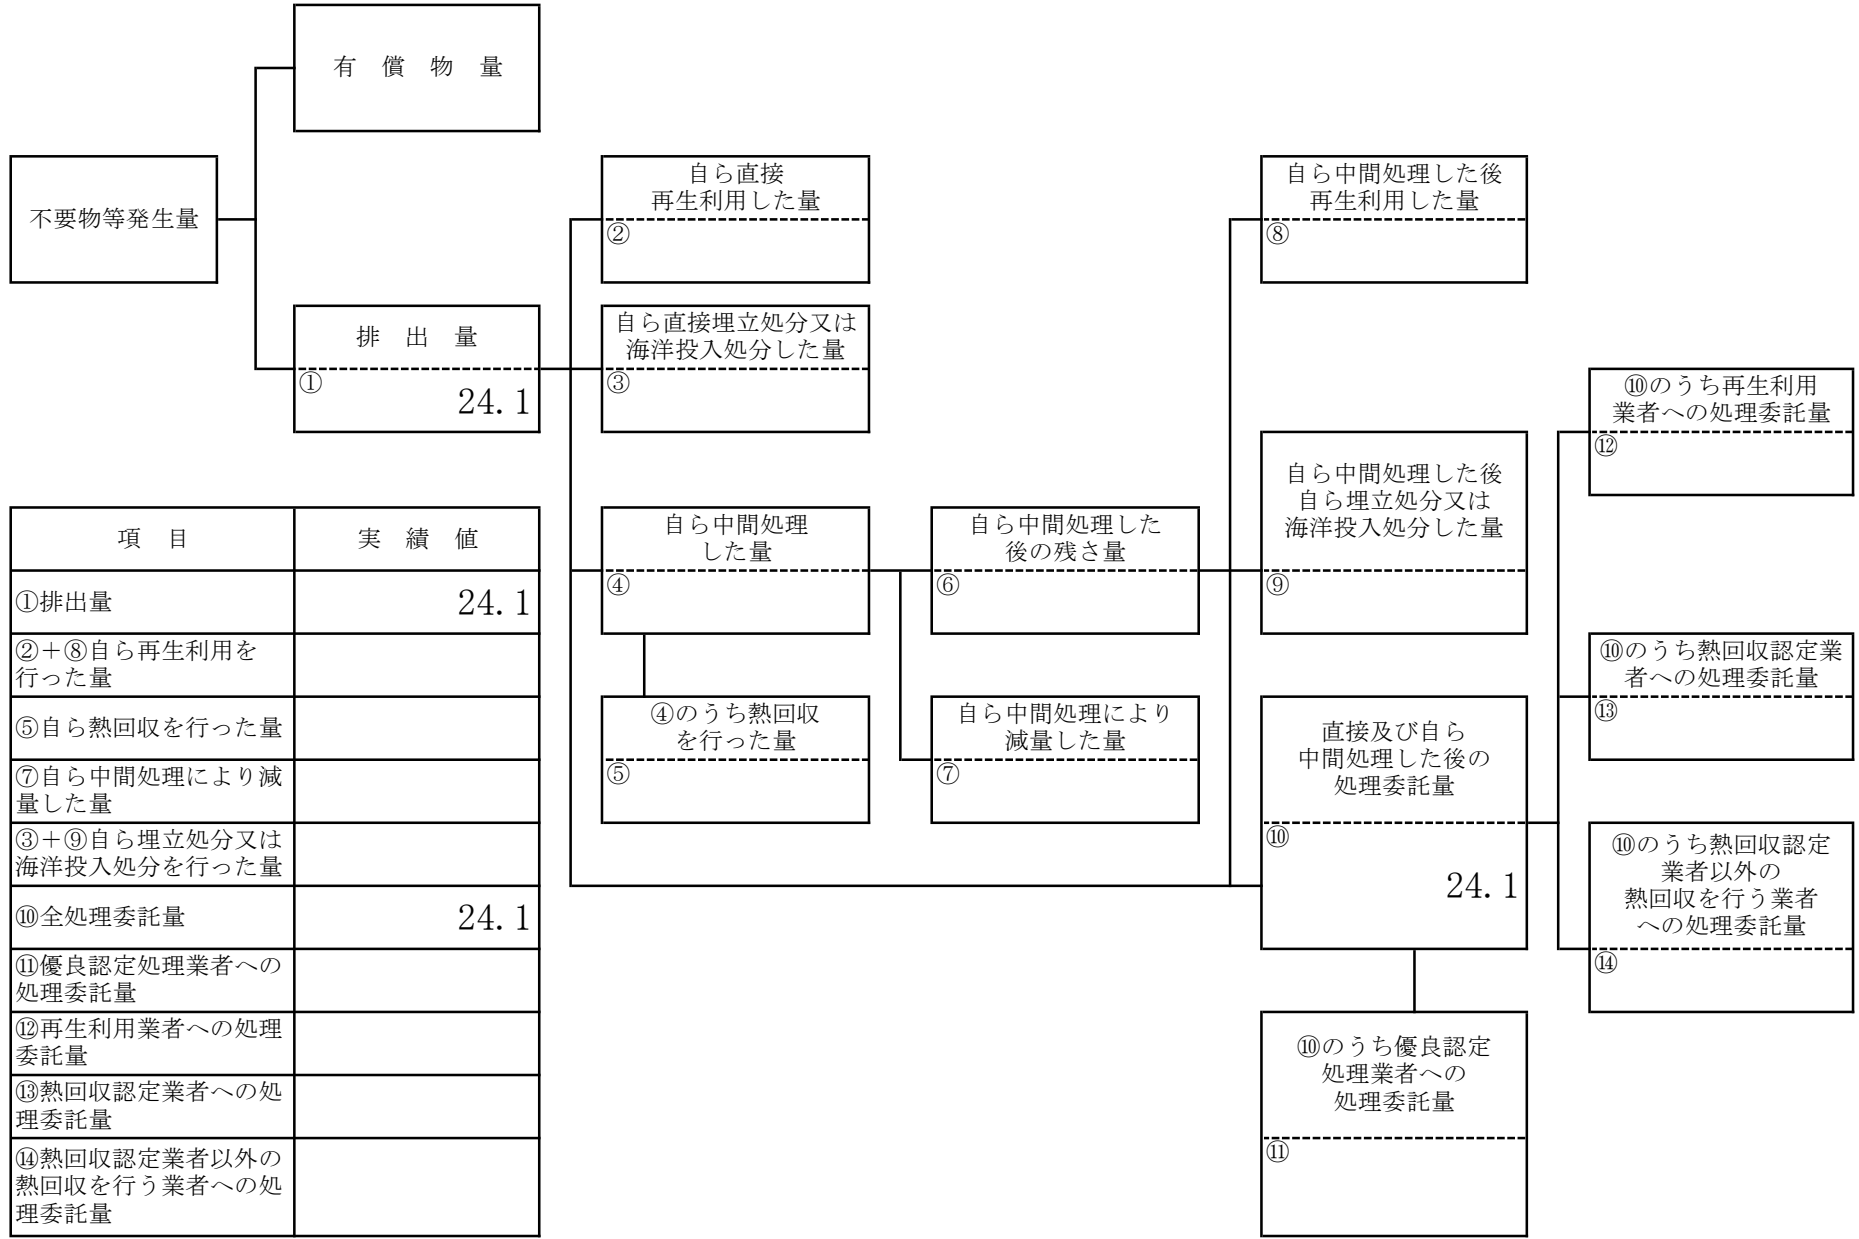 有　償　物　量
不要物等発生量
自ら直接
再生利用した量
②
自ら中間処理した後
再生利用した量
⑧
排　出　量
①
24.1
自ら直接埋立処分又は
海洋投入処分した量
③
⑩のうち再生利用
業者への処理委託量
⑫
自ら中間処理した後
自ら埋立処分又は
海洋投入処分した量
⑨
自ら中間処理
した量
④
自ら中間処理した
後の残さ量
⑥
⑩のうち熱回収認定業
者への処理委託量
⑬
④のうち熱回収
を行った量
⑤
自ら中間処理により
減量した量
⑦
直接及び自ら
中間処理した後の
処理委託量
⑩
24.1
⑩のうち熱回収認定
業者以外の
熱回収を行う業者
への処理委託量
⑭
⑩のうち優良認定
処理業者への
処理委託量
⑪
項　目
実　績　値
①排出量
24.1
②＋⑧自ら再生利用を
行った量
⑤自ら熱回収を行った量
⑦自ら中間処理により減
量した量
③＋⑨自ら埋立処分又は
海洋投入処分を行った量
⑩全処理委託量
24.1
⑪優良認定処理業者への
処理委託量
⑫再生利用業者への処理
委託量
⑬熱回収認定業者への処
理委託量
⑭熱回収認定業者以外の
熱回収を行う業者への処
理委託量